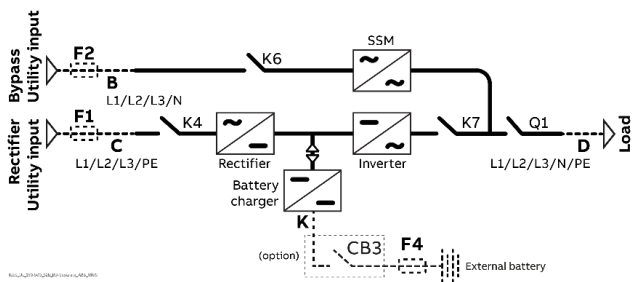 Bypass
Utility input
F2
B
L1/L2/L3/N
K6
SSM
Rectifier
Utility input
F1
C
L1/L2/L3/PE
K4
Rectifier
Inverter
K7
Q1
D
L1/L2/L3/N/PE
Load
Battery
charger
K
(option)
CB3
F4
External battery